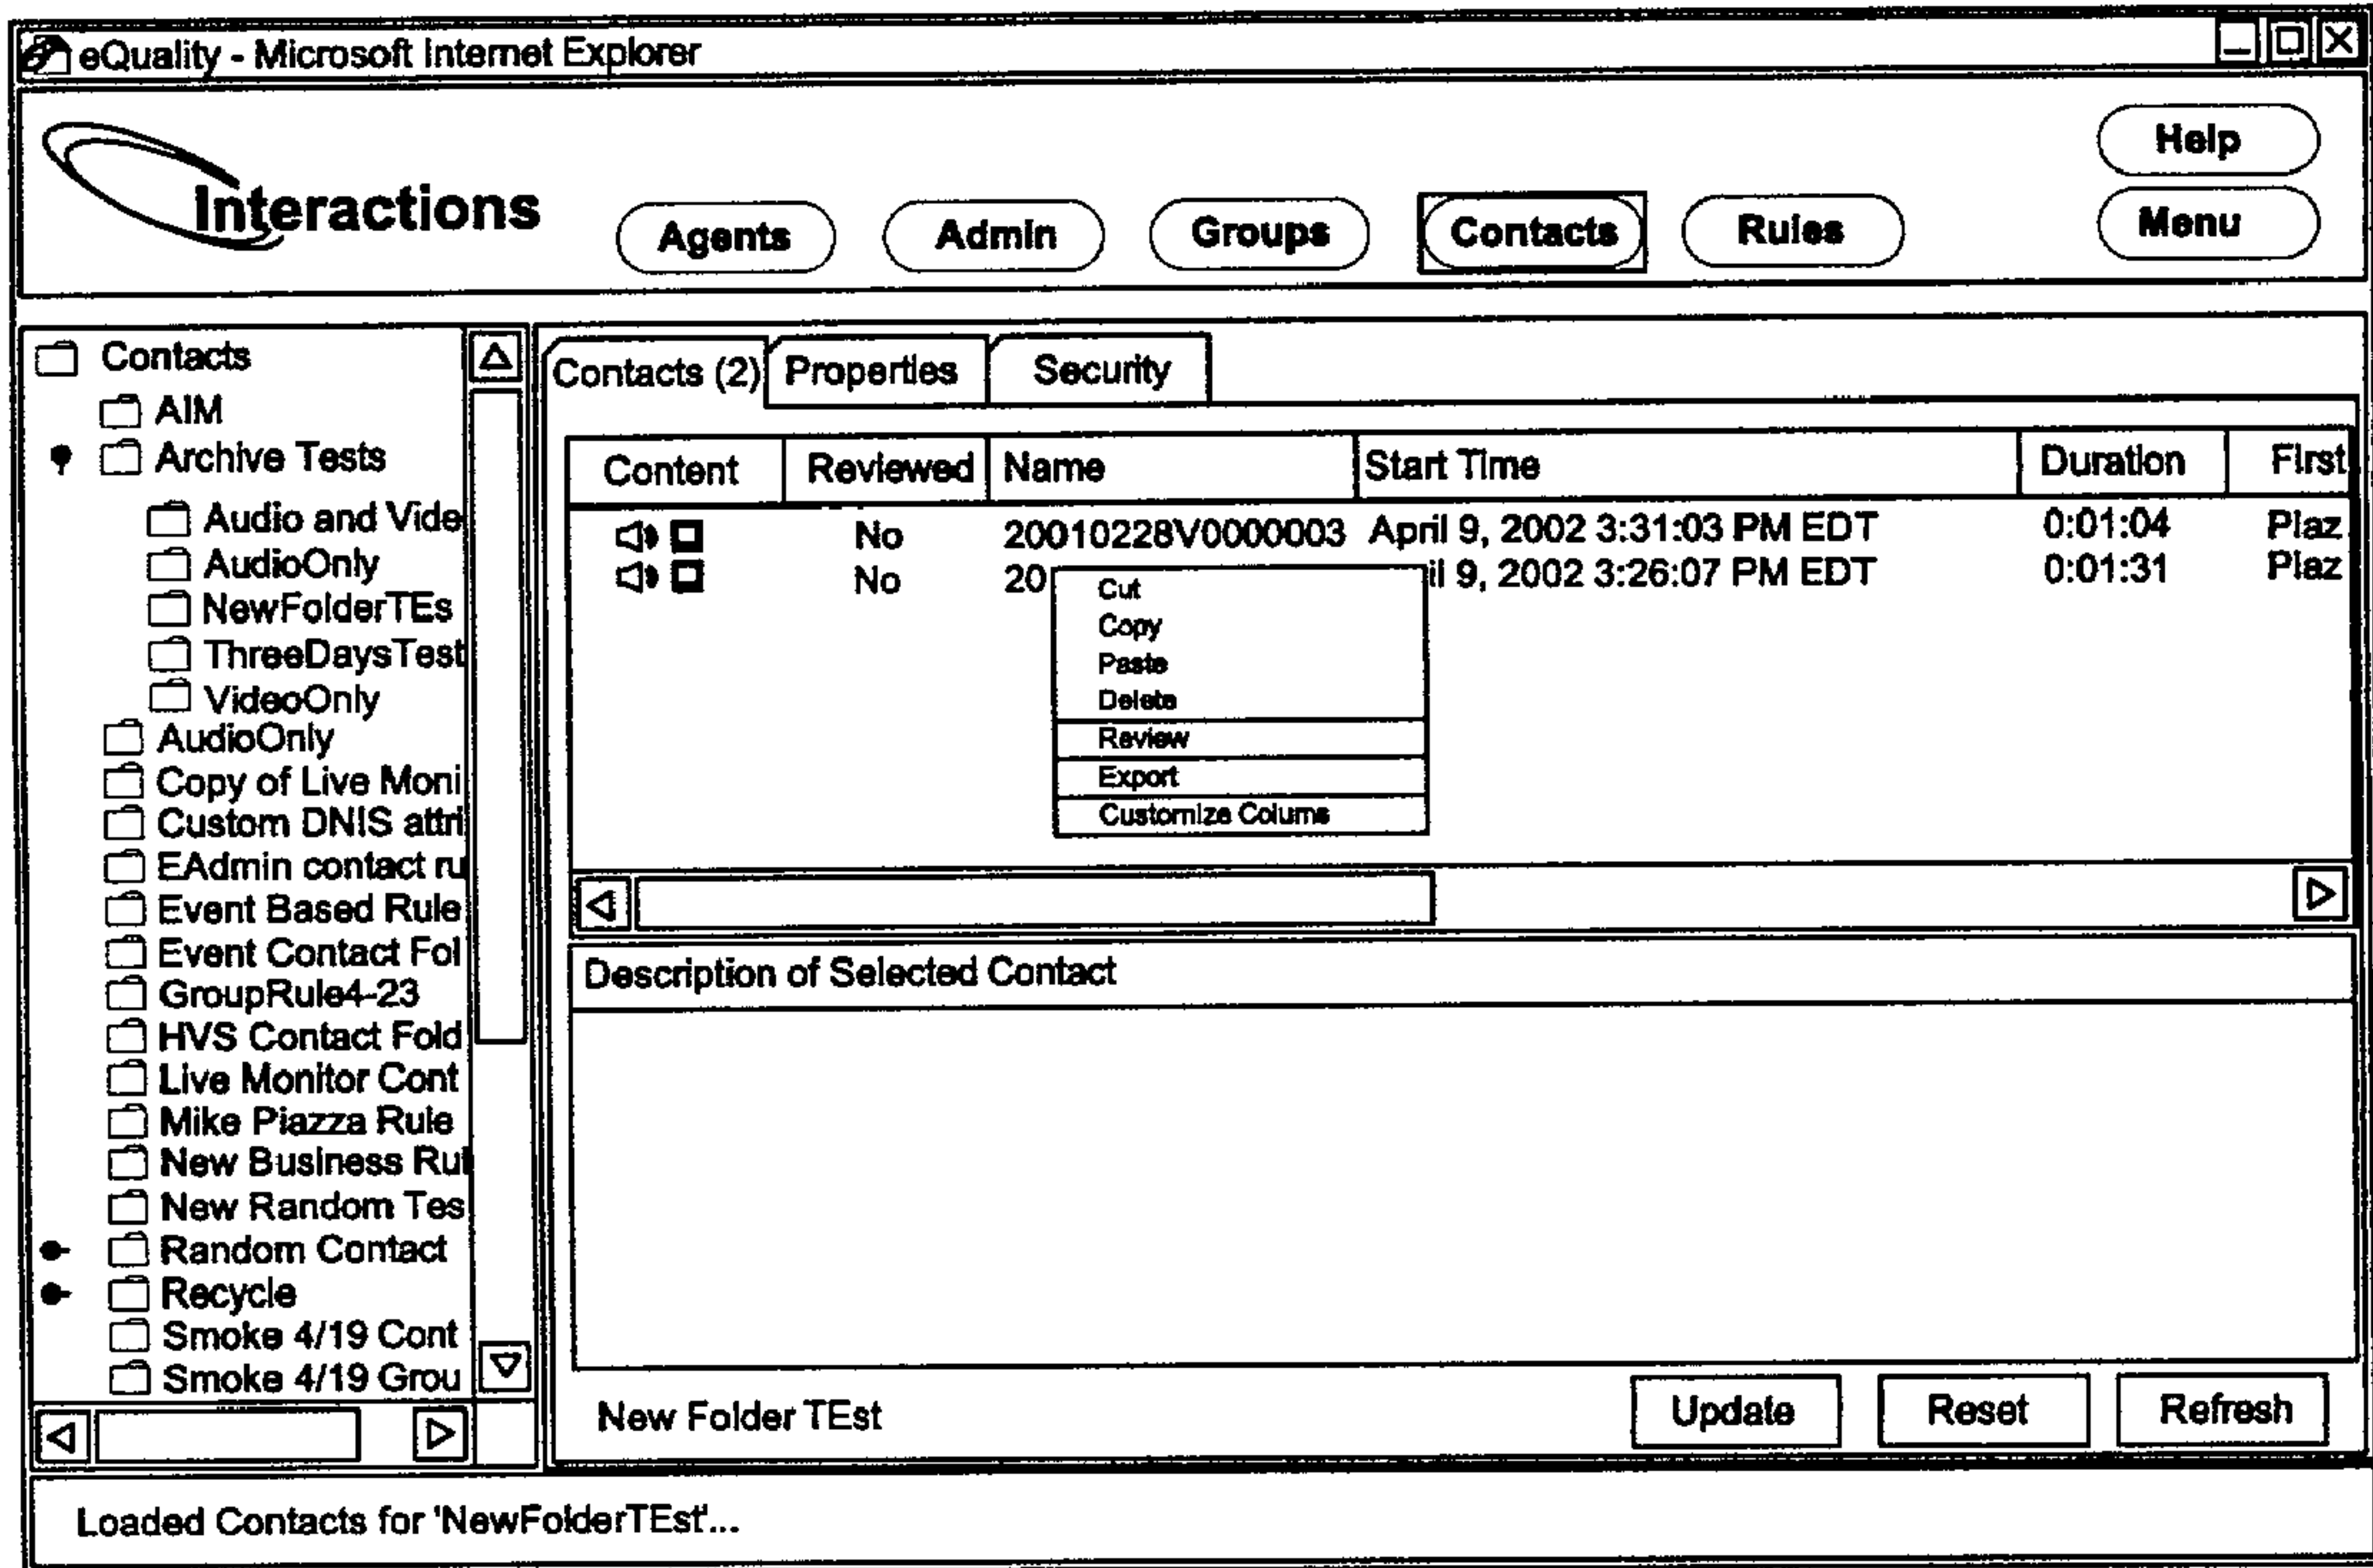 eQuality - Microsoft Internet Explorer
Help
Interactions Agents Admin Groups Contacts Rules Menu
Contacts
AIM
Archive Tests
Audio and Vide
AudioOnly
NewFolderTEs
ThreeDaysTest
VideoOnly
AudioOnly
Copy of Live Moni
Custom DNIS attri
EAdmin contact ru
Event Based Rule
Event Contact Fol
GroupRule4-23
HVS Contact Fold
Live Monitor Cont
Mike Piazza Rule
New Business Rul
New Random Tes
Random Contact
Recycle
Smoke 4/19 Cont
Smoke 4/19 Grou
Contacts (2) Properties Security
Content Reviewed Name Start Time Duration First
No 20010228V0000003 April 9, 2002 3:31:03 PM EDT 0:01:04 Piaz
No 20 il 9, 2002 3:26:07 PM EDT 0:01:31 Piaz
Cut
Copy
Paste
Delete
Review
Export
Customize Colums
Description of Selected Contact
New Folder TEst Update Reset Refresh
Loaded Contacts for 'NewFolderTEst'...